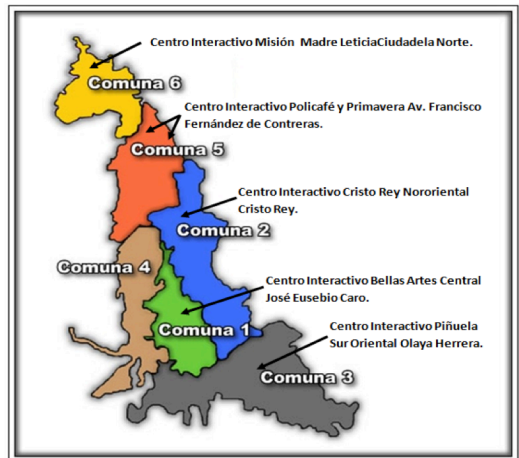 Centro Interactivo Misión Madre LeticiaCiudadela Norte.
Comuna 6
Centro Interactivo Policafé y Primavera Av. Francisco
Fernández de Contreras.
Comuna 5
Centro Interactivo Cristo Rey Nororiental
Cristo Rey.
Comuna 2
Comuna 4
Centro Interactivo Bellas Artes Central
José Eusebio Caro.
Comuna 1
Centro Interactivo Piñuela
Sur Oriental Olaya Herrera.
Comuna 3